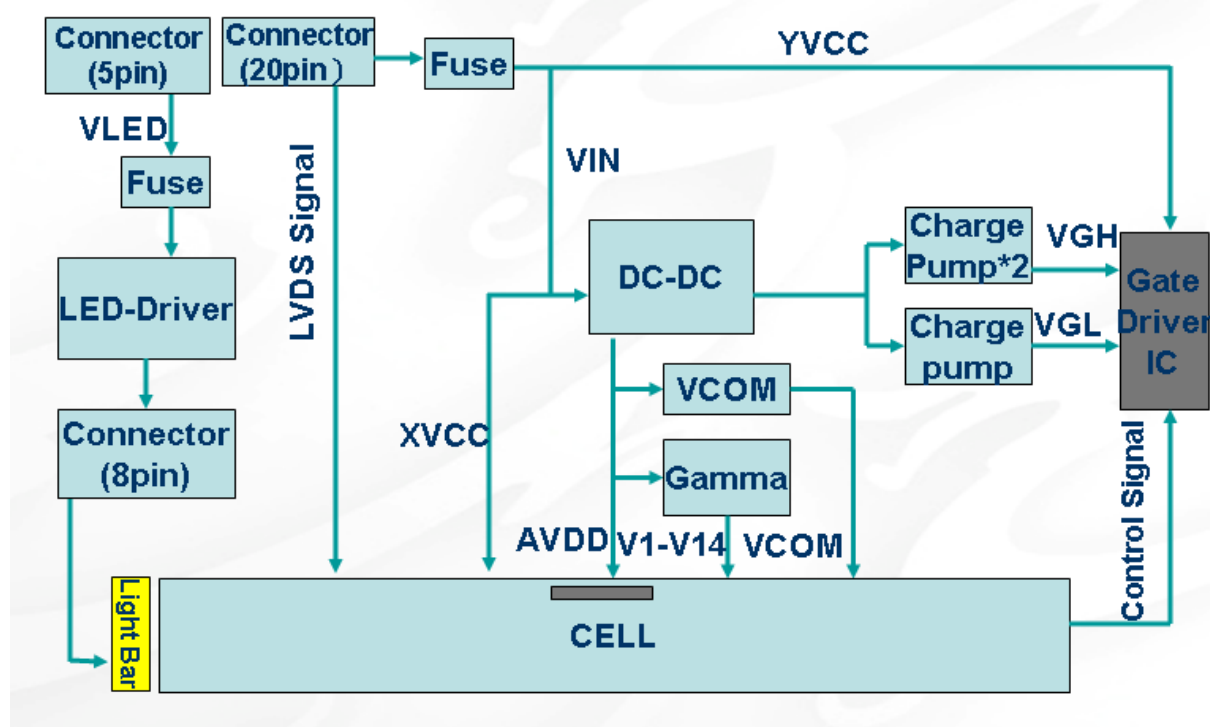 Connector
(5pin)
Connector
(20pin）
Fuse
YVCC
VLED
Fuse
LVDS Signal
VIN
LED-Driver
DC-DC
Charge
Pump*2
VGH
Gate
Driver
IC
Charge
pump
VGL
Connector
(8pin)
XVCC
VCOM
Gamma
AVDD
V1-V14
VCOM
Control Signal
Light Bar
CELL